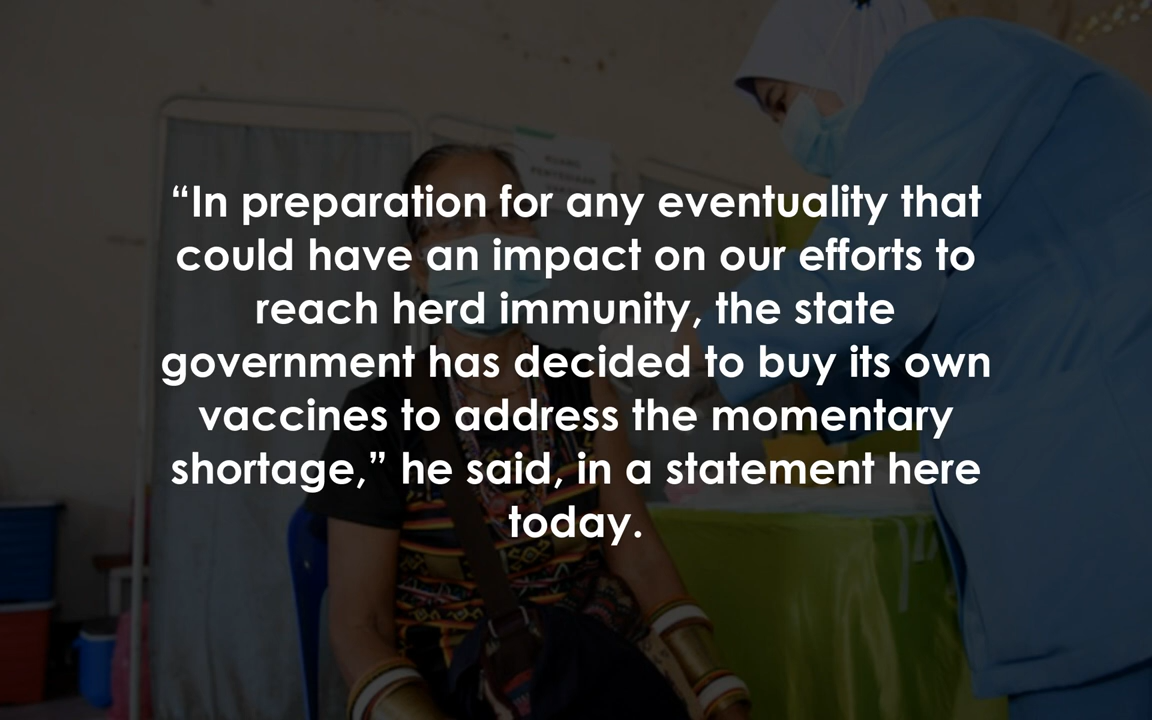 “In preparation for any eventuality that
could have an impact on our efforts to
reach herd immunity, the state
government has decided to buy its own
vaccines to address the momentary
shortage,” he said, in a statement here
today.
RUANG
PENYEDIAAN